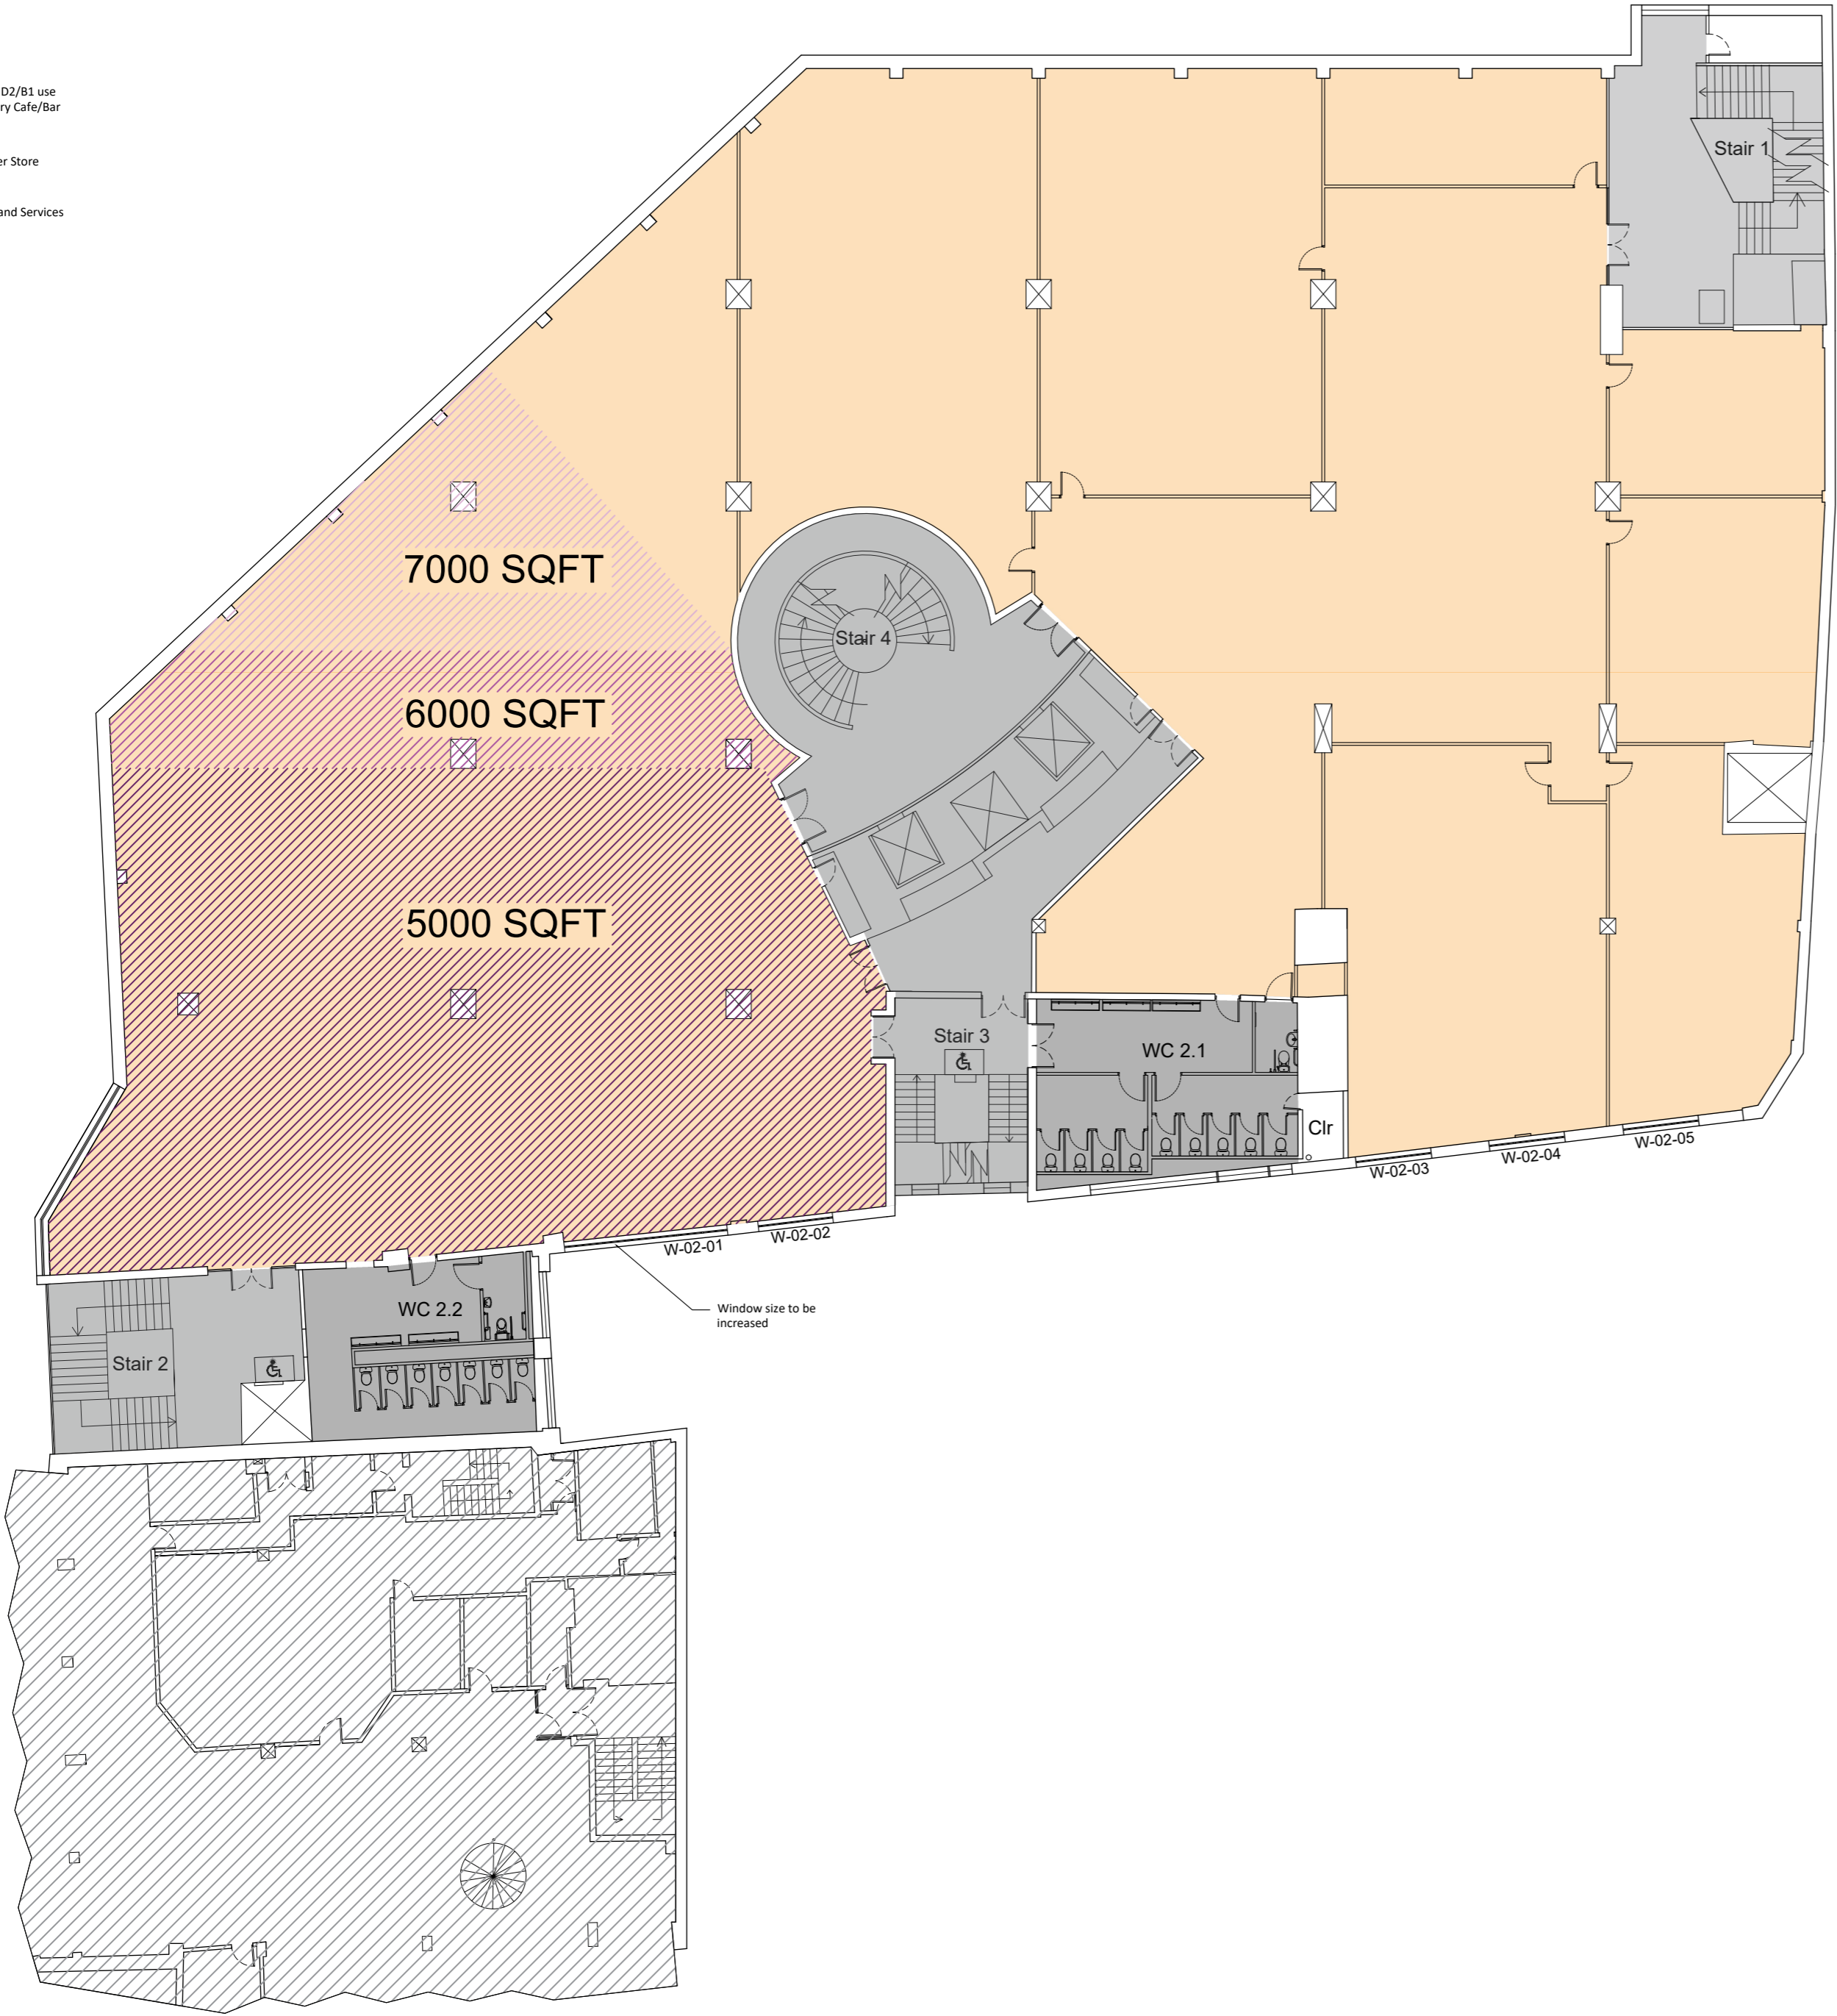 D2/B1 use
ry Cafe/Bar
er Store
and Services
Stair 1
7000 SQFT
Stair 4
6000 SQFT
5000 SQFT
Stair 3
WC 2.1
Clr
W-02-05
W-02-04
W-02-03
W-02-02
W-02-01
WC 2.2
Window size to be
increased
Stair 2